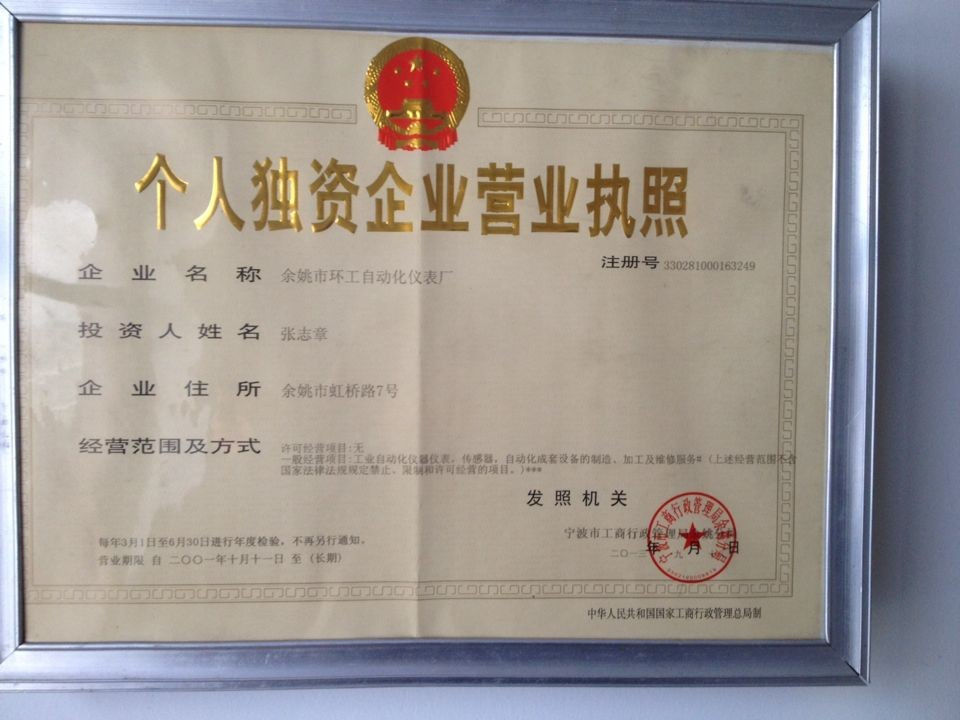 个人独资企业营业执照
注册号 330281000163249
企业名称 余姚市环工自动化仪表厂
投资人姓名 张志章
企业住所 余姚市虹桥路7号
经营范围及方式 许可经营项目:无
一般经营项目:工业自动化仪器仪表、传感器,自动化成套设备的制造、加工及维修服务# (上述经营范围不含
国家法律法规规定禁止、限制和许可经营的项目。)***
发照机关
宁波市工商行政管理局余姚分局
每年3月1日至6月30日进行年度检验,不再另行通知。
二〇一三年 九月 日
营业期限 自 二〇〇一年十月十一日 至 (长期)
中华人民共和国国家工商行政管理总局制